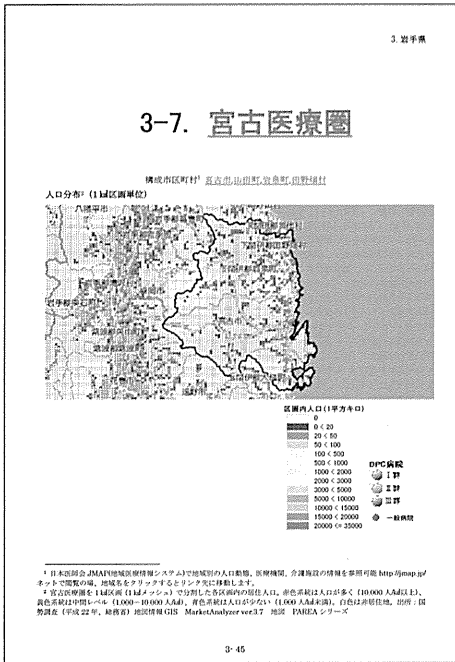 3. 岩手県
3-7. 宮古医療圏
構成市区町村¹ 宮古市,山田町,岩泉町,田野畑村
人口分布² (1㎢区画単位)
八幡平市
盛岡市
遠野市
区画内人口(1平方キロ)
0
0 < 20
20 < 50
50 < 100
100 < 500
500 < 1000
1000 < 2000
2000 < 3000
3000 < 5000
5000 < 10000
10000 < 15000
15000 < 20000
20000 <= 35000
DPC病院
I群
II群
III群
一般病院
¹ 日本医師会 JMAP(地域医療情報システム)で地域別の人口動態、医療機関、介護施設の情報を参照可能 http://jmap.jp/
ネットで閲覧の場、地域名をクリックするとリンク先に移動します。
² 宮古医療圏を1㎢区画(1㎢メッシュ)で分割した各区画内の居住人口。赤色系統は人口が多く(10,000人/㎢以上)、
黄色系統は中間レベル(1,000～10,000人/㎢)、青色系統は人口が少ない(1,000人/㎢未満)。白色は非居住地。出所:国
勢調査(平成22年、総務省)地図情報GIS MarketAnalyzer ver.3.7 地図 PAREAシリーズ
3-45